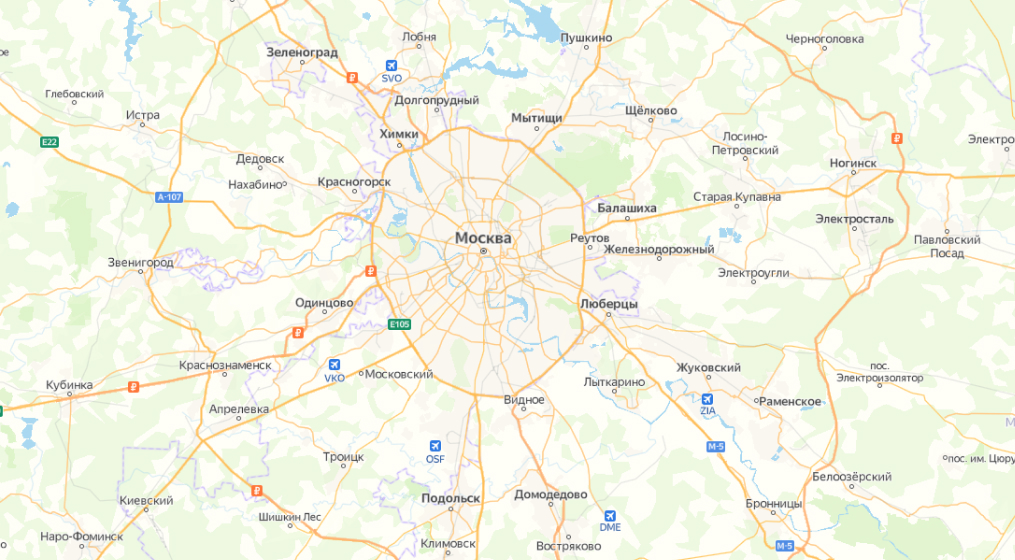 Лобня
Пушкино
Черноголовка
Зеленоград
SVO
Глебовский
Долгопрудный
Щёлково
Истра
Мытищи
Химки
Лосино-
Петровский
E22
Дедовск
Ногинск
Электро
Нахабино
Красногорск
А-107
Старая Купавна
Балашиха
Электросталь
Москва
Реутов
Железнодорожный
Павловский
Посад
Звенигород
Электроугли
Одинцово
Люберцы
E105
Краснознаменск
VKO
Московский
Жуковский
пос.
Электроизолятор
Кубинка
Лыткарино
Видное
ZIA
Раменское
Апрелевка
OSF
М-5
Троицк
пос. им. Цюру
Белоозёрский
Киевский
Подольск
Домодедово
Бронницы
Шишкин Лес
DME
Наро-Фоминск
Климовск
Востряково
М-5